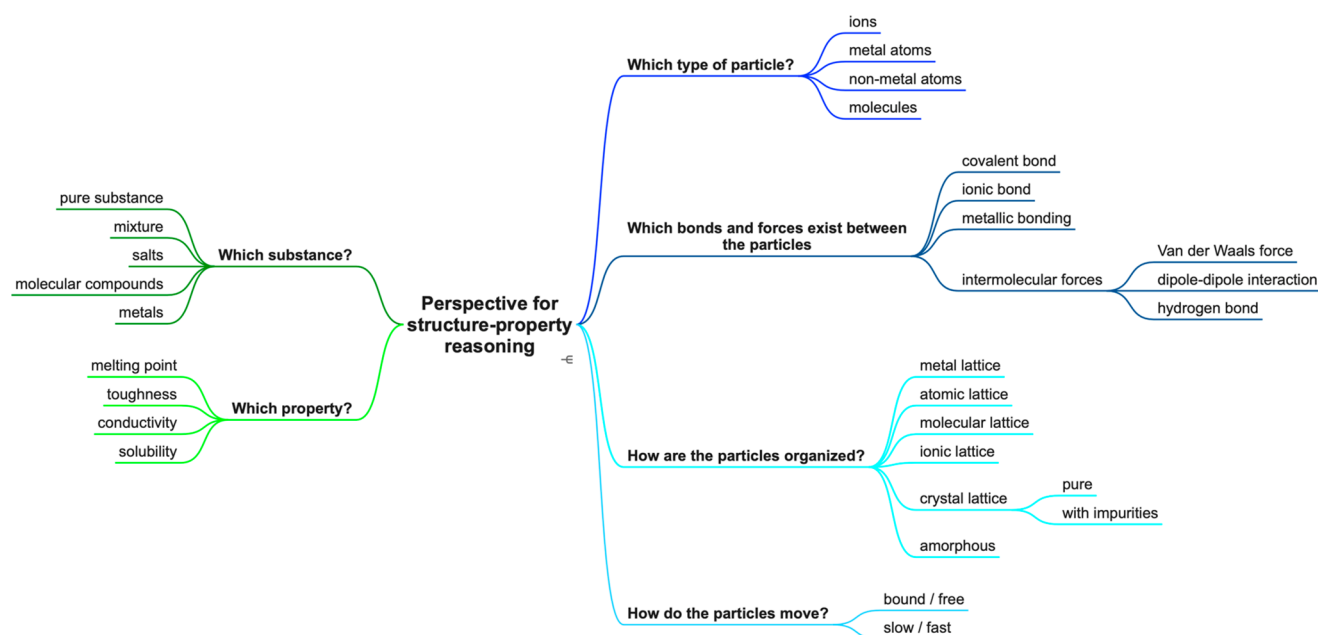 Perspective for
structure-property
reasoning
Which substance?
pure substance
mixture
salts
molecular compounds
metals
Which property?
melting point
toughness
conductivity
solubility
Which type of particle?
ions
metal atoms
non-metal atoms
molecules
Which bonds and forces exist between
the particles
covalent bond
ionic bond
metallic bonding
intermolecular forces
Van der Waals force
dipole-dipole interaction
hydrogen bond
How are the particles organized?
metal lattice
atomic lattice
molecular lattice
ionic lattice
crystal lattice
pure
with impurities
amorphous
How do the particles move?
bound / free
slow / fast